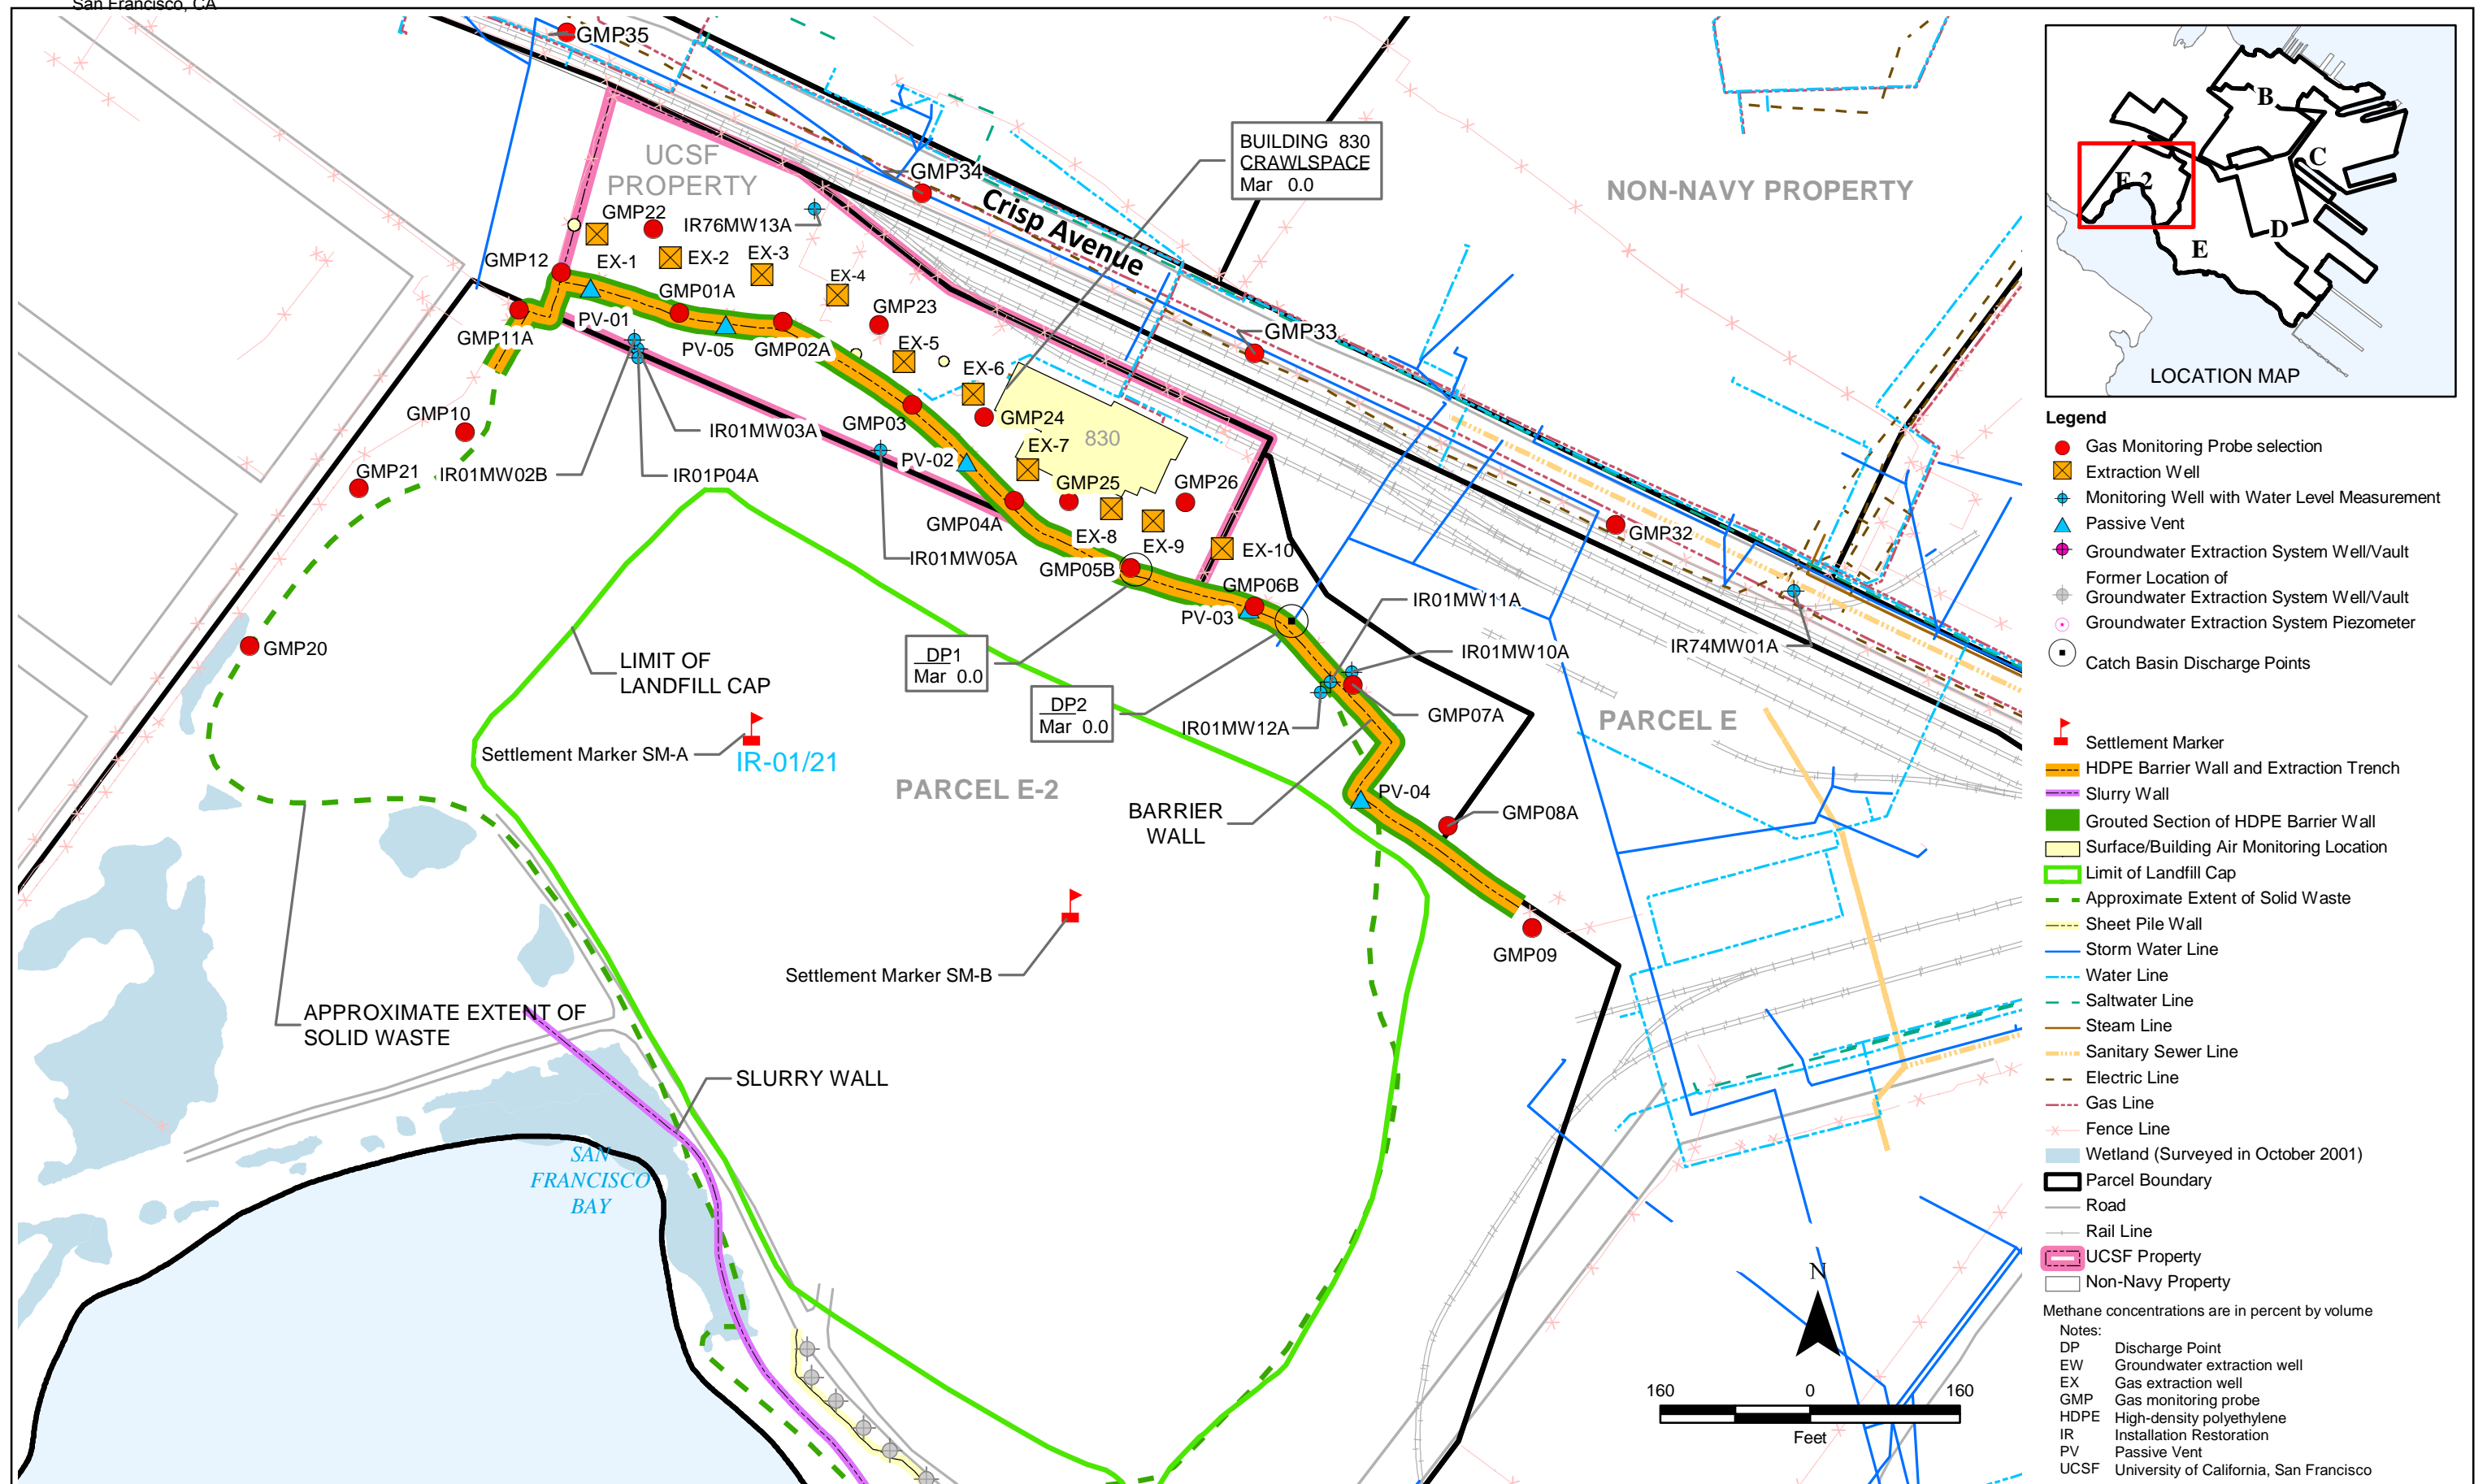 San Francisco, CA
GMP35
UCSF
PROPERTY
GMP34
BUILDING 830
CRAWLSPACE
Mar 0.0
Crisp Avenue
NON-NAVY PROPERTY
GMP22
IR76MW13A
GMP12
EX-1
EX-2
EX-3
EX-4
GMP01A
GMP23
PV-01
GMP11A
PV-05
GMP02A
EX-5
EX-6
GMP33
GMP10
GMP03
GMP24
830
IR01MW03A
EX-7
PV-02
GMP21
IR01MW02B
IR01P04A
GMP25
GMP26
GMP04A
GMP32
EX-8
EX-9
EX-10
IR01MW05A
GMP05B
GMP06B
IR01MW11A
PV-03
GMP20
IR01MW10A
IR74MW01A
DP1
Mar 0.0
LIMIT OF
LANDFILL CAP
DP2
Mar 0.0
GMP07A
IR01MW12A
PARCEL E
Settlement Marker SM-A
IR-01/21
PARCEL E-2
PV-04
BARRIER
WALL
GMP08A
GMP09
Settlement Marker SM-B
APPROXIMATE EXTENT OF
SOLID WASTE
SLURRY WALL
SAN
FRANCISCO
BAY
N
160 0 160
Feet
B
C
E-2
D
E
LOCATION MAP
Legend
Gas Monitoring Probe selection
Extraction Well
Monitoring Well with Water Level Measurement
Passive Vent
Groundwater Extraction System Well/Vault
Former Location of
Groundwater Extraction System Well/Vault
Groundwater Extraction System Piezometer
Catch Basin Discharge Points
Settlement Marker
HDPE Barrier Wall and Extraction Trench
Slurry Wall
Grouted Section of HDPE Barrier Wall
Surface/Building Air Monitoring Location
Limit of Landfill Cap
Approximate Extent of Solid Waste
Sheet Pile Wall
Storm Water Line
Water Line
Saltwater Line
Steam Line
Sanitary Sewer Line
Electric Line
Gas Line
Fence Line
Wetland (Surveyed in October 2001)
Parcel Boundary
Road
Rail Line
UCSF Property
Non-Navy Property
Methane concentrations are in percent by volume
Notes:
DP Discharge Point
EW Groundwater extraction well
EX Gas extraction well
GMP Gas monitoring probe
HDPE High-density polyethylene
IR Installation Restoration
PV Passive Vent
UCSF University of California, San Francisco